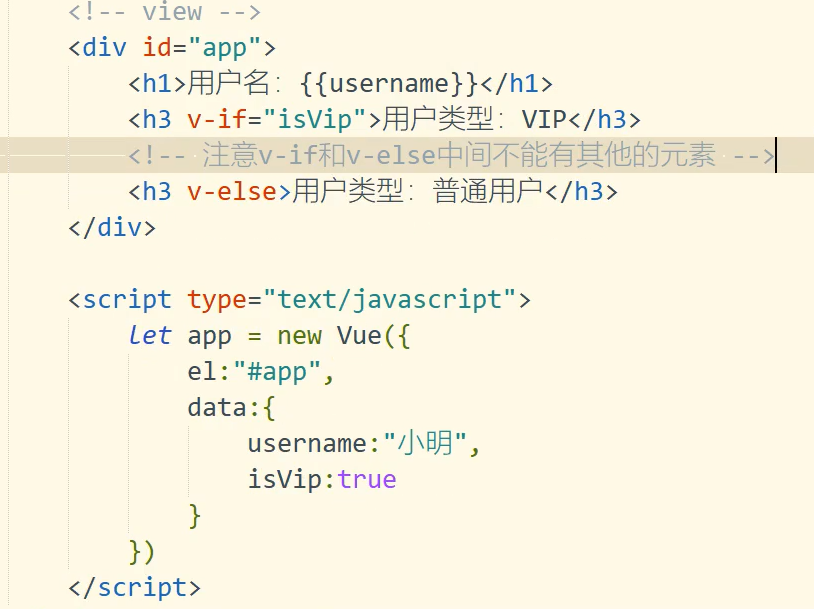 <!-- view -->
<div id="app">
<h1>用户名：{{username}}</h1>
<h3 v-if="isVip">用户类型：VIP</h3>
<!-- 注意v-if和v-else中间不能有其他的元素 -->
<h3 v-else>用户类型：普通用户</h3>
</div>
<script type="text/javascript">
let app = new Vue({
el:"#app",
data:{
username:"小明",
isVip:true
}
})
</script>